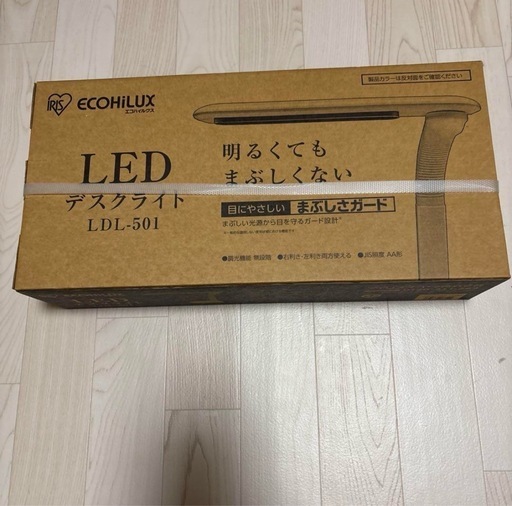 製品カラーは反対面をご確認ください
IRIS ECOHiLUX
エコハイルクス
LED
デスクライト
LDL-501
明るくても
まぶしくない
目にやさしい まぶしさガード
まぶしい光源から目を守るガード設計*
●調光機能 無段階 ●右利き・左利き両方使える ●JIS照度 AA形